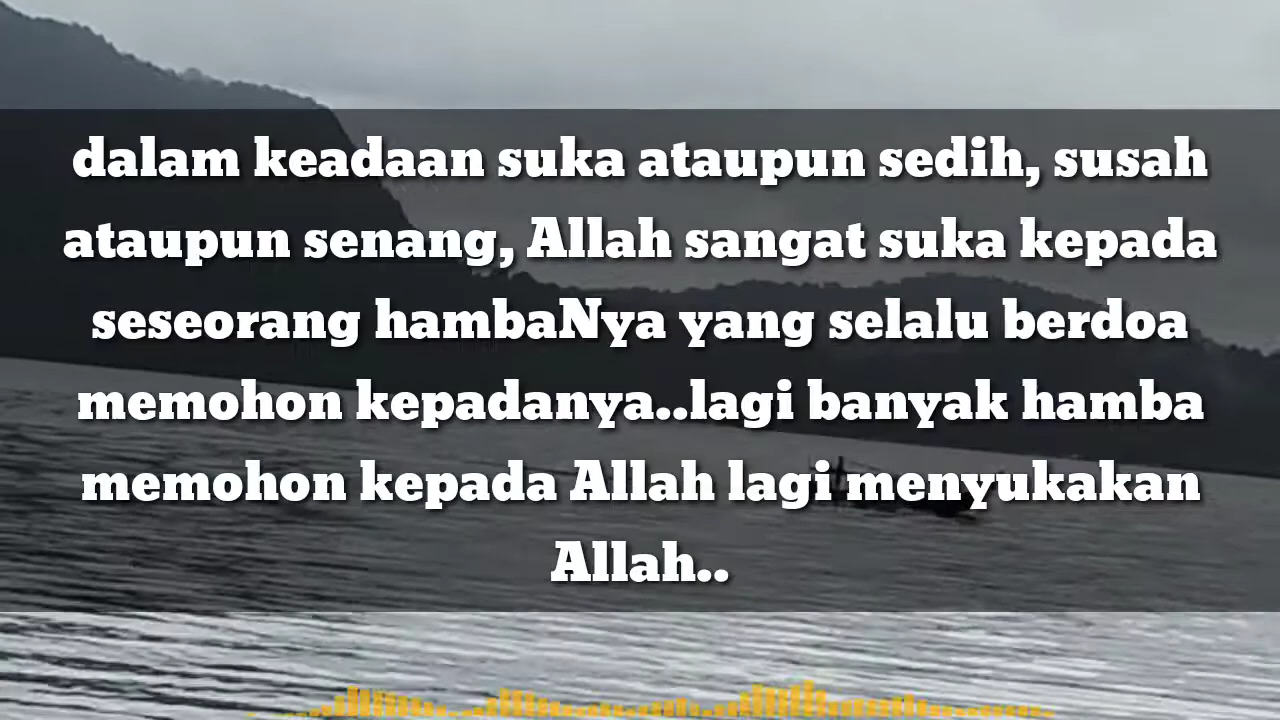 dalam keadaan suka ataupun sedih, susah
ataupun senang, Allah sangat suka kepada
seseorang hambaNya yang selalu berdoa
memohon kepadanya..lagi banyak hamba
memohon kepada Allah lagi menyukakan
Allah..